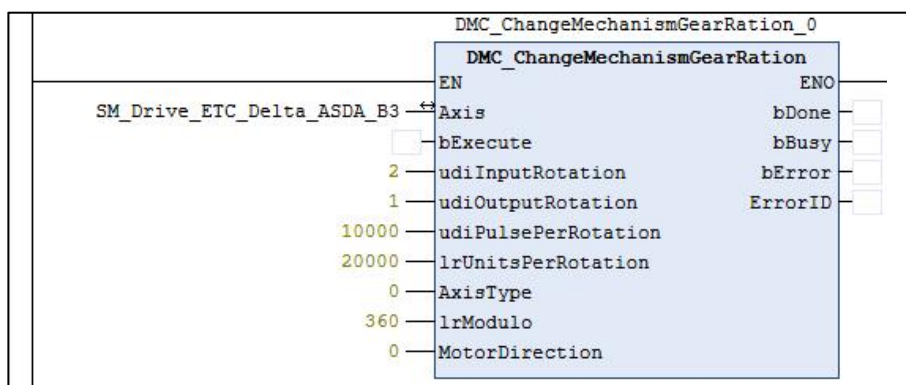 DMC_ChangeMechanismGearRation_0
DMC_ChangeMechanismGearRation
EN ENO
SM_Drive_ETC_Delta_ASDA_B3 Axis bDone
bExecute bBusy
2 udiInputRotation bError
1 udiOutputRotation ErrorID
10000 udiPulsePerRotation
20000 lrUnitsPerRotation
0 AxisType
360 lrModulo
0 MotorDirection